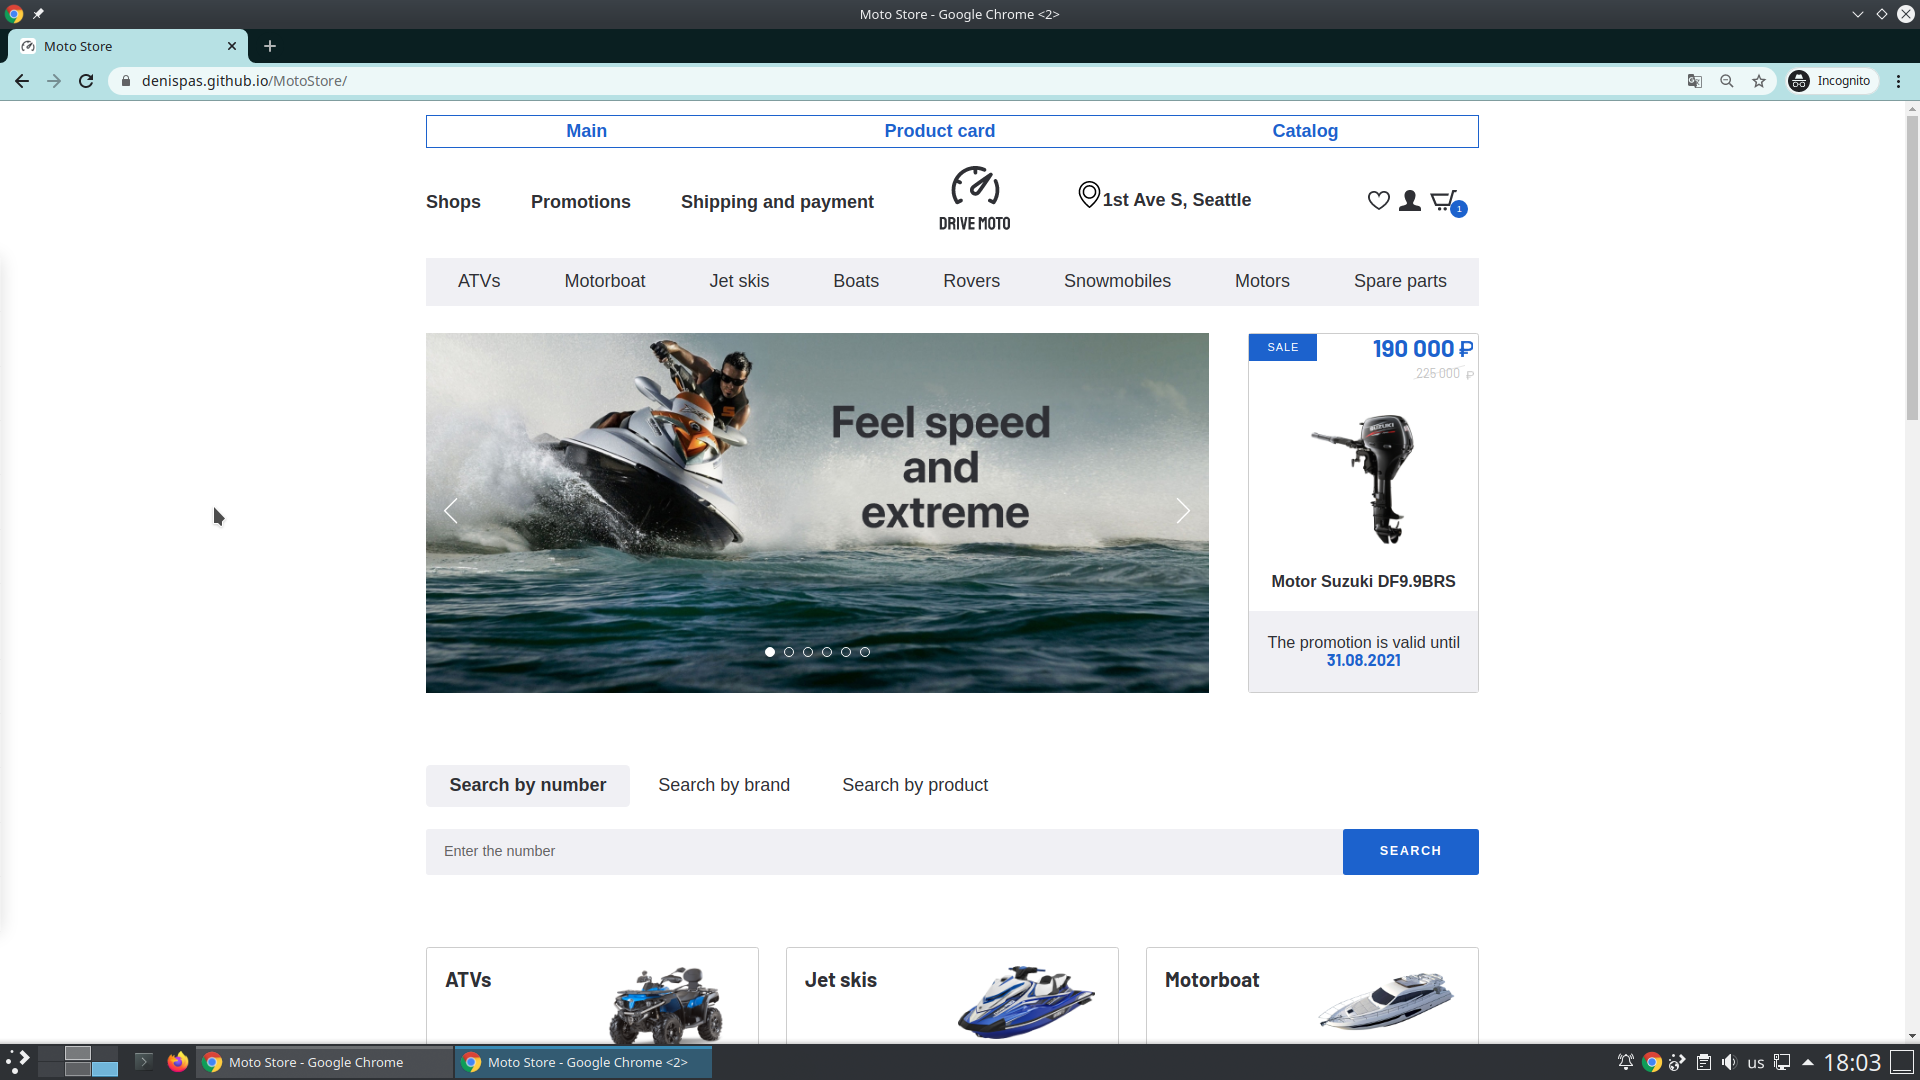 Moto Store - Google Chrome <2>
Moto Store
denispas.github.io/MotoStore/
Incognito
Main
Product card
Catalog
Shops
Promotions
Shipping and payment
DRIVE MOTO
1st Ave S, Seattle
1
ATVs
Motorboat
Jet skis
Boats
Rovers
Snowmobiles
Motors
Spare parts
Feel speed
and
extreme
SALE
190 000 ₽
225 000 ₽
SUZUKI
Motor Suzuki DF9.9BRS
The promotion is valid until
31.08.2021
Search by number
Search by brand
Search by product
Enter the number
SEARCH
ATVs
Jet skis
Motorboat
Moto Store - Google Chrome
Moto Store - Google Chrome <2>
us
18:03